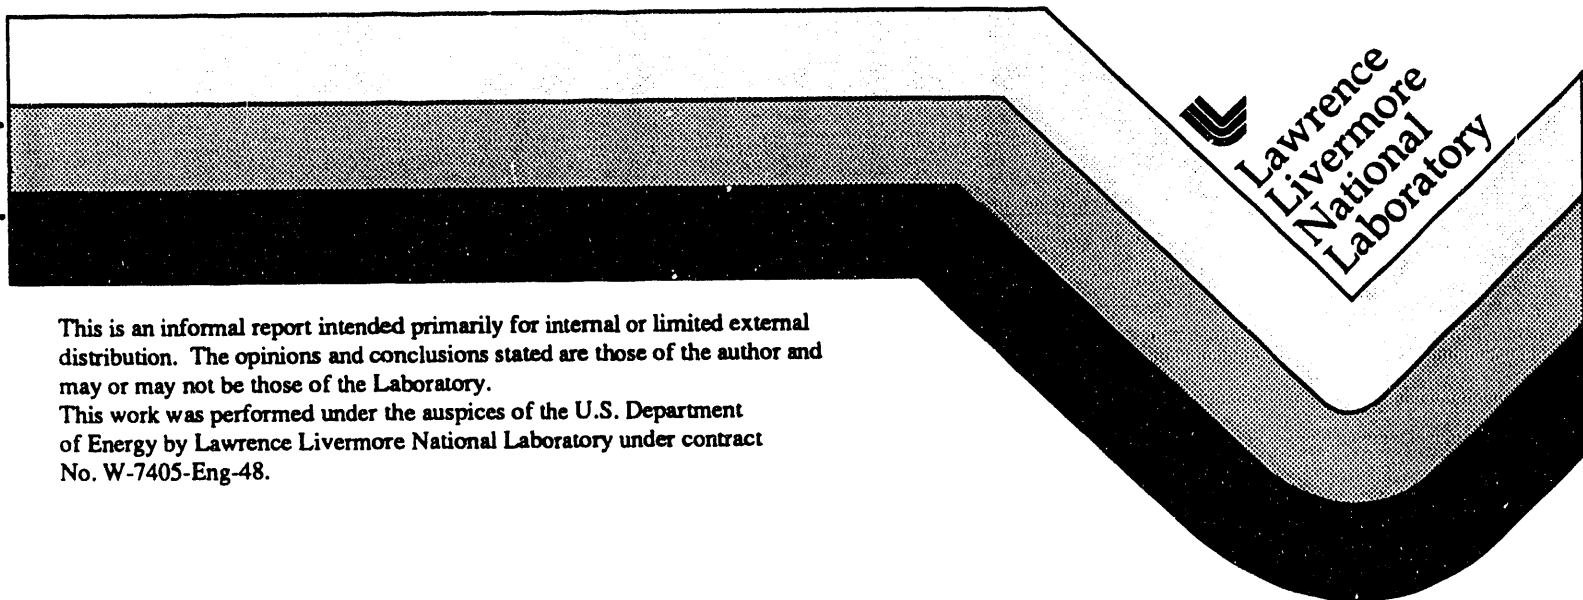 Lawrence
Livermore
National
Laboratory
This is an informal report intended primarily for internal or limited external
distribution. The opinions and conclusions stated are those of the author and
may or may not be those of the Laboratory.
This work was performed under the auspices of the U.S. Department
of Energy by Lawrence Livermore National Laboratory under contract
No. W-7405-Eng-48.